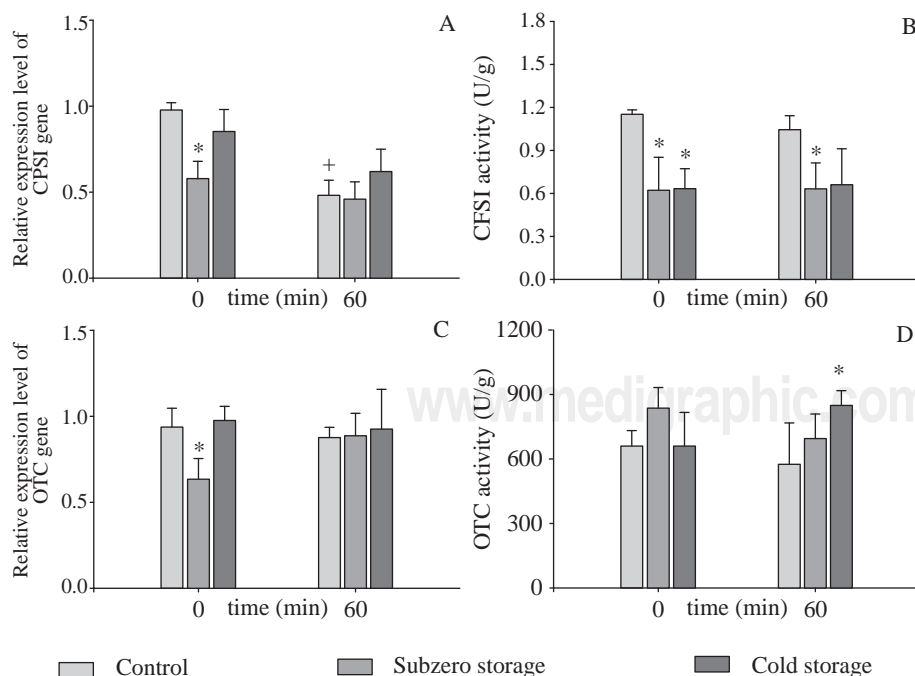 A
Relative expression level of
CPSI gene
1.5
1.0
0.5
0.0
*
+
0 time (min) 60
B
CFSI activity (U/g)
1.8
1.5
1.2
0.9
0.6
0.3
0.0
* *
*
0 time (min) 60
C
Relative expression level of
OTC gene
1.5
1.0
0.5
0.0
*
0 time (min) 60
D
OTC activity (U/g)
1200
900
600
300
0
*
0 time (min) 60
www.medigraphic.com
Control Subzero storage Cold storage